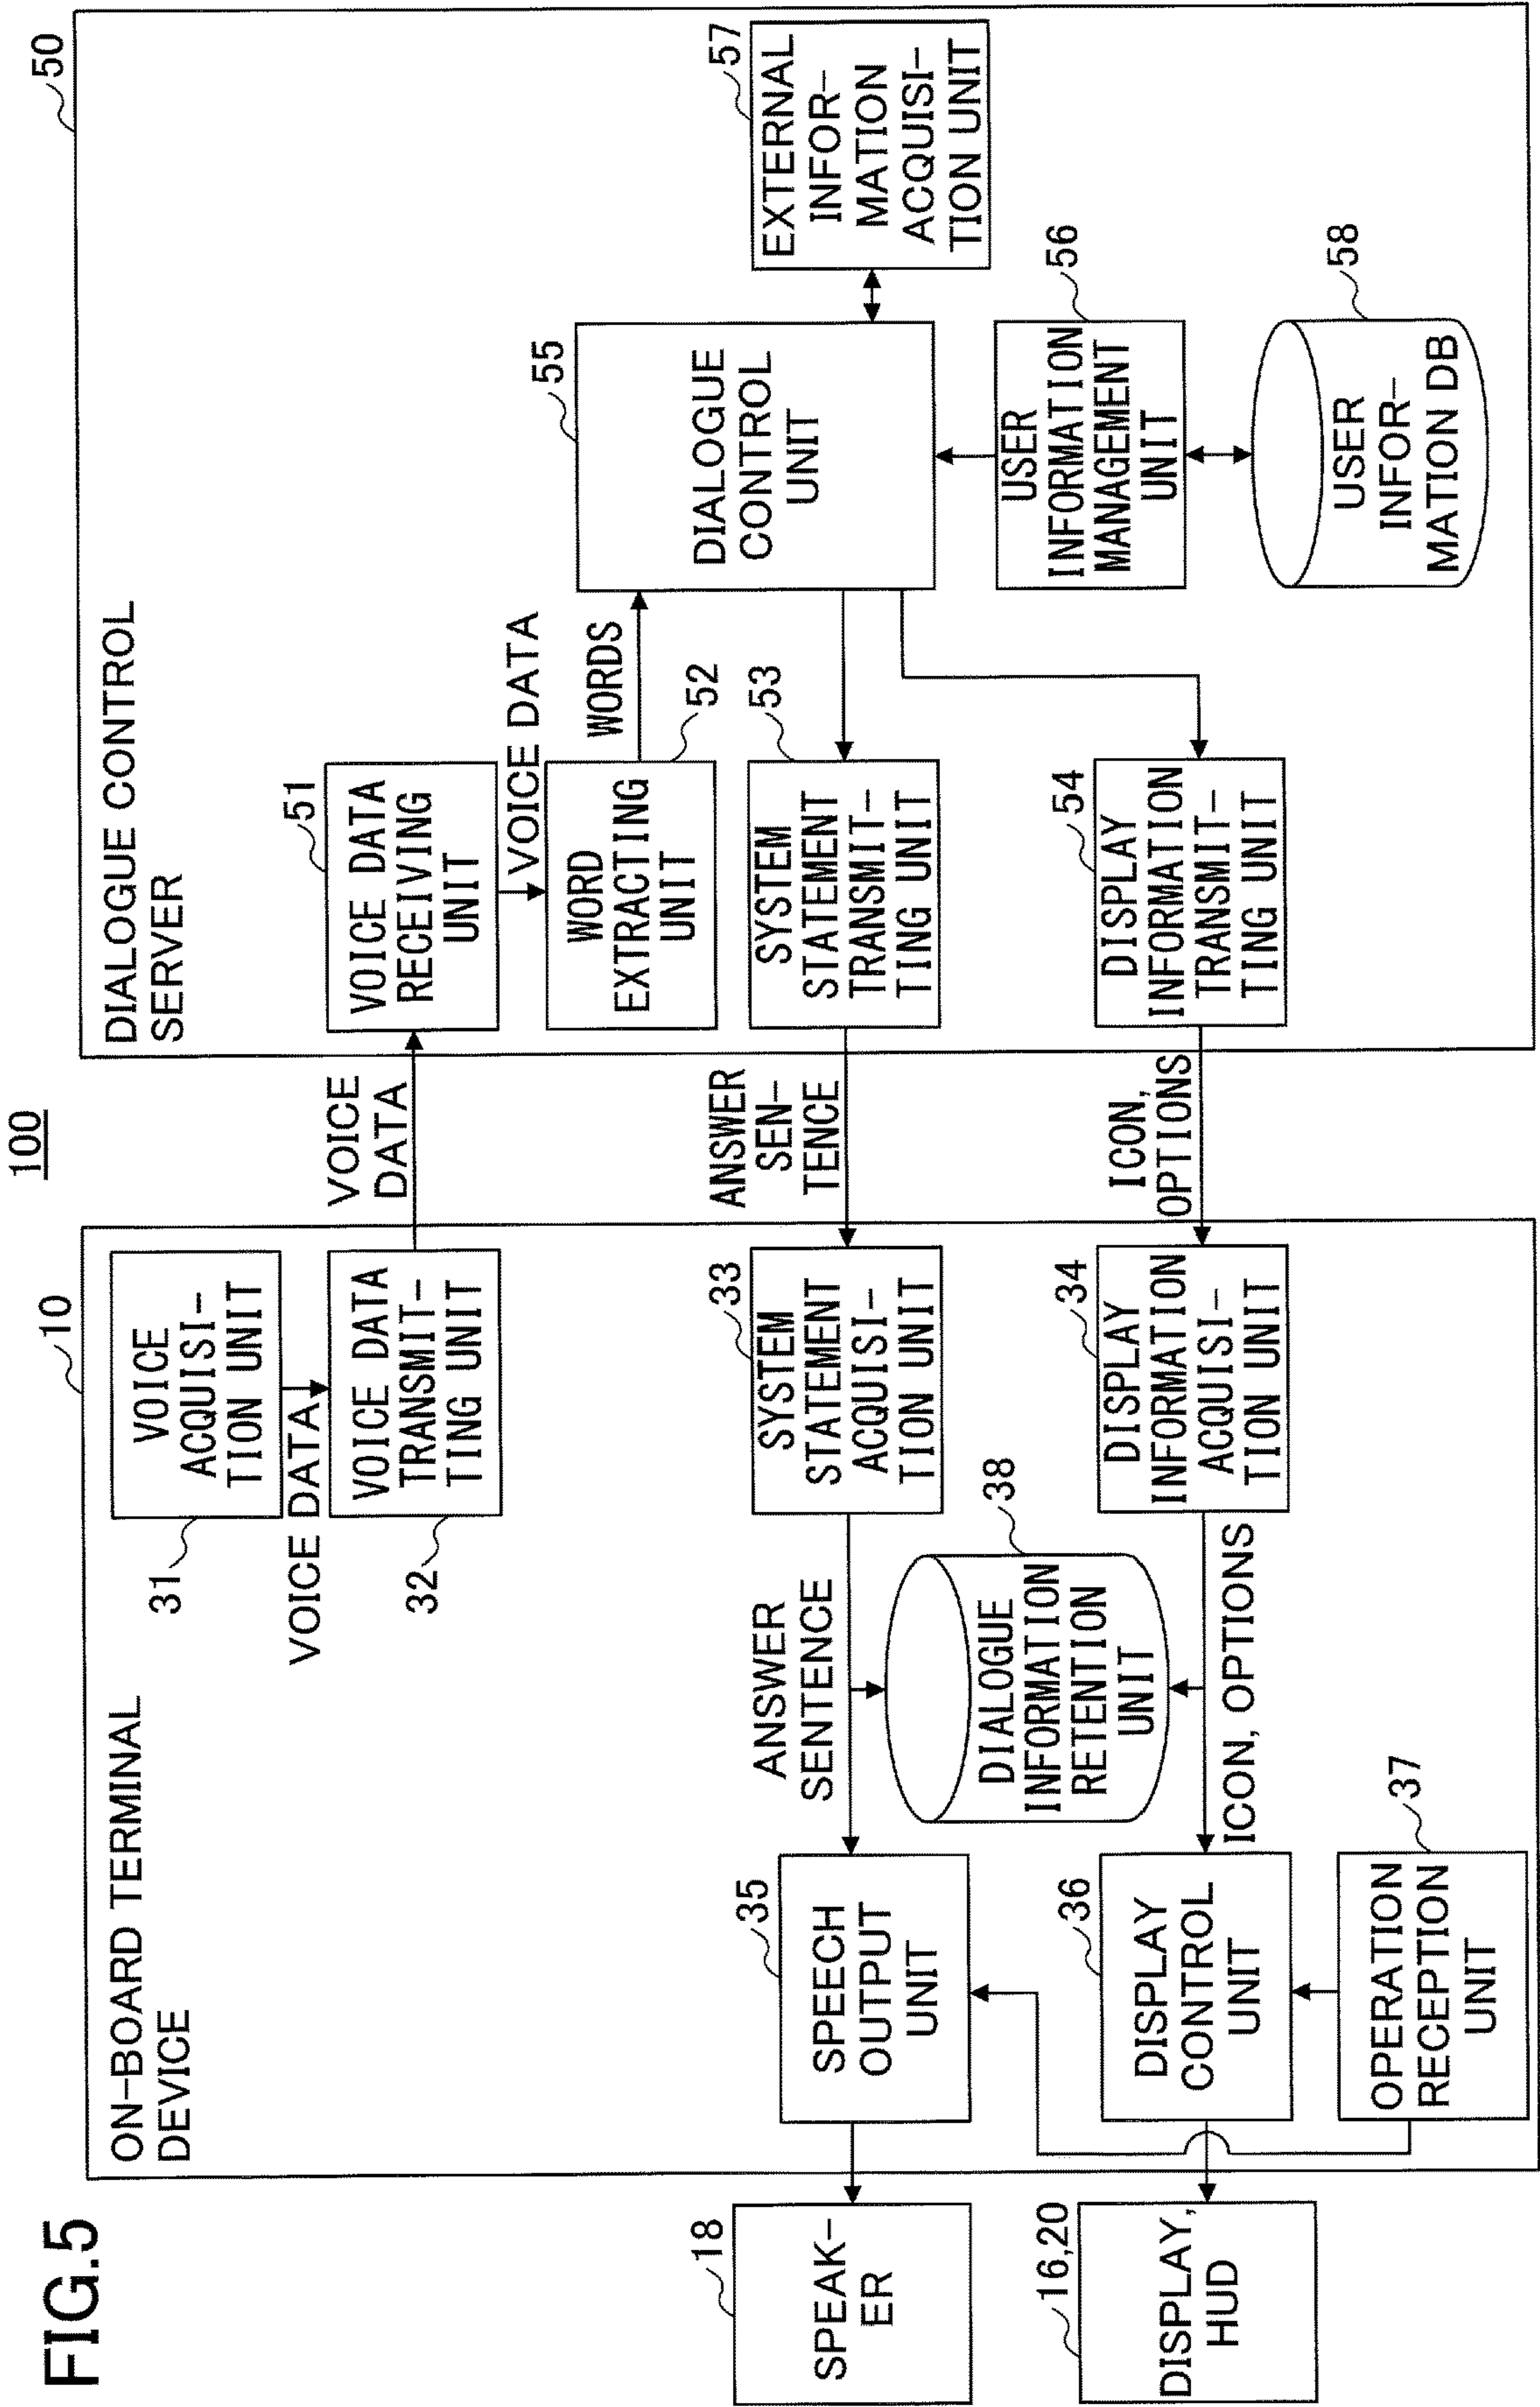 FIG.5
100
10
ON-BOARD TERMINAL
DEVICE
31
VOICE
ACQUISI-
TION UNIT
VOICE DATA
32
VOICE DATA
TRANSMIT-
TING UNIT
VOICE
DATA
50
DIALOGUE CONTROL
SERVER
51
VOICE DATA
RECEIVING
UNIT
VOICE DATA
WORD
EXTRACTING
UNIT
52
WORDS
55
DIALOGUE
CONTROL
UNIT
57
EXTERNAL
INFOR-
MATION
ACQUISI-
TION UNIT
18
SPEAK-
ER
35
SPEECH
OUTPUT
UNIT
ANSWER
SENTENCE
33
SYSTEM
STATEMENT
ACQUISI-
TION UNIT
ANSWER
SEN-
TENCE
53
SYSTEM
STATEMENT
TRANSMIT-
TING UNIT
38
DIALOGUE
INFORMATION
RETENTION
UNIT
56
USER
INFORMATION
MANAGEMENT
UNIT
16,20
DISPLAY,
HUD
36
DISPLAY
CONTROL
UNIT
ICON, OPTIONS
34
DISPLAY
INFORMATION
ACQUISI-
TION UNIT
ICON,
OPTIONS
54
DISPLAY
INFORMATION
TRANSMIT-
TING UNIT
58
USER
INFOR-
MATION DB
37
OPERATION
RECEPTION
UNIT